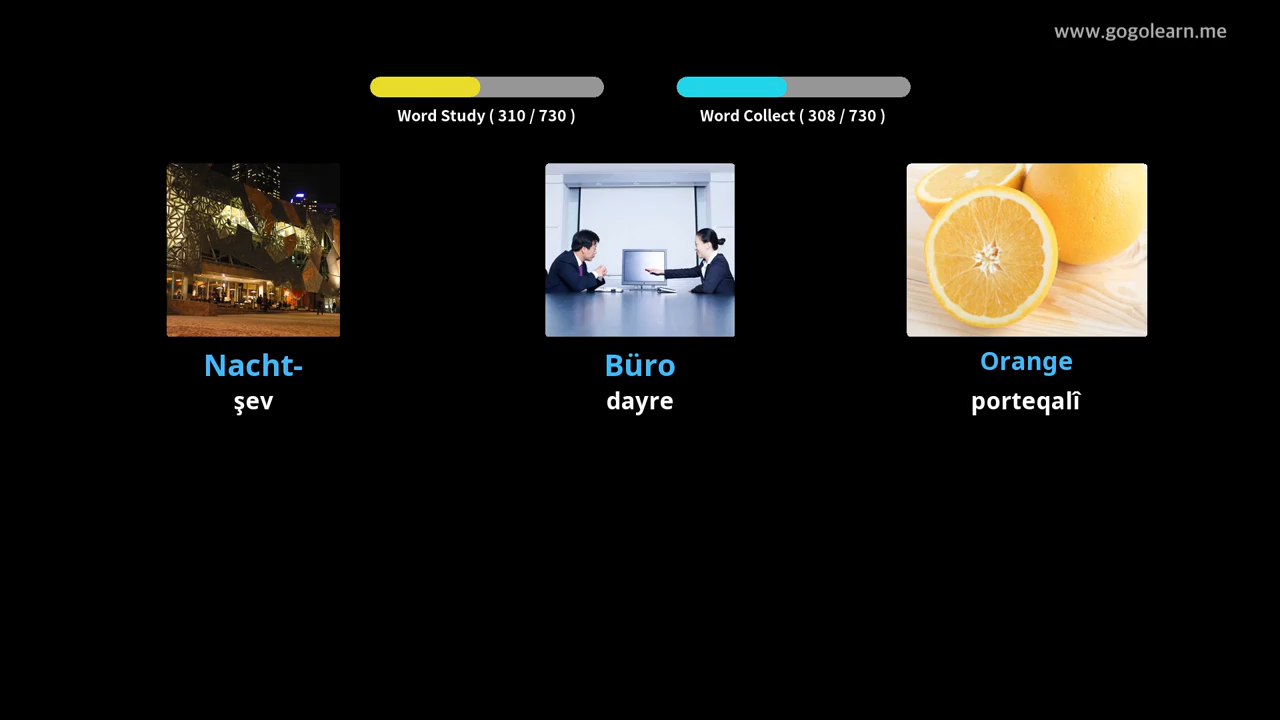 www.gogolearn.me
Word Study ( 310 / 730 )
Word Collect ( 308 / 730 )
Nacht-
Büro
Orange
şev
dayre
porteqalî